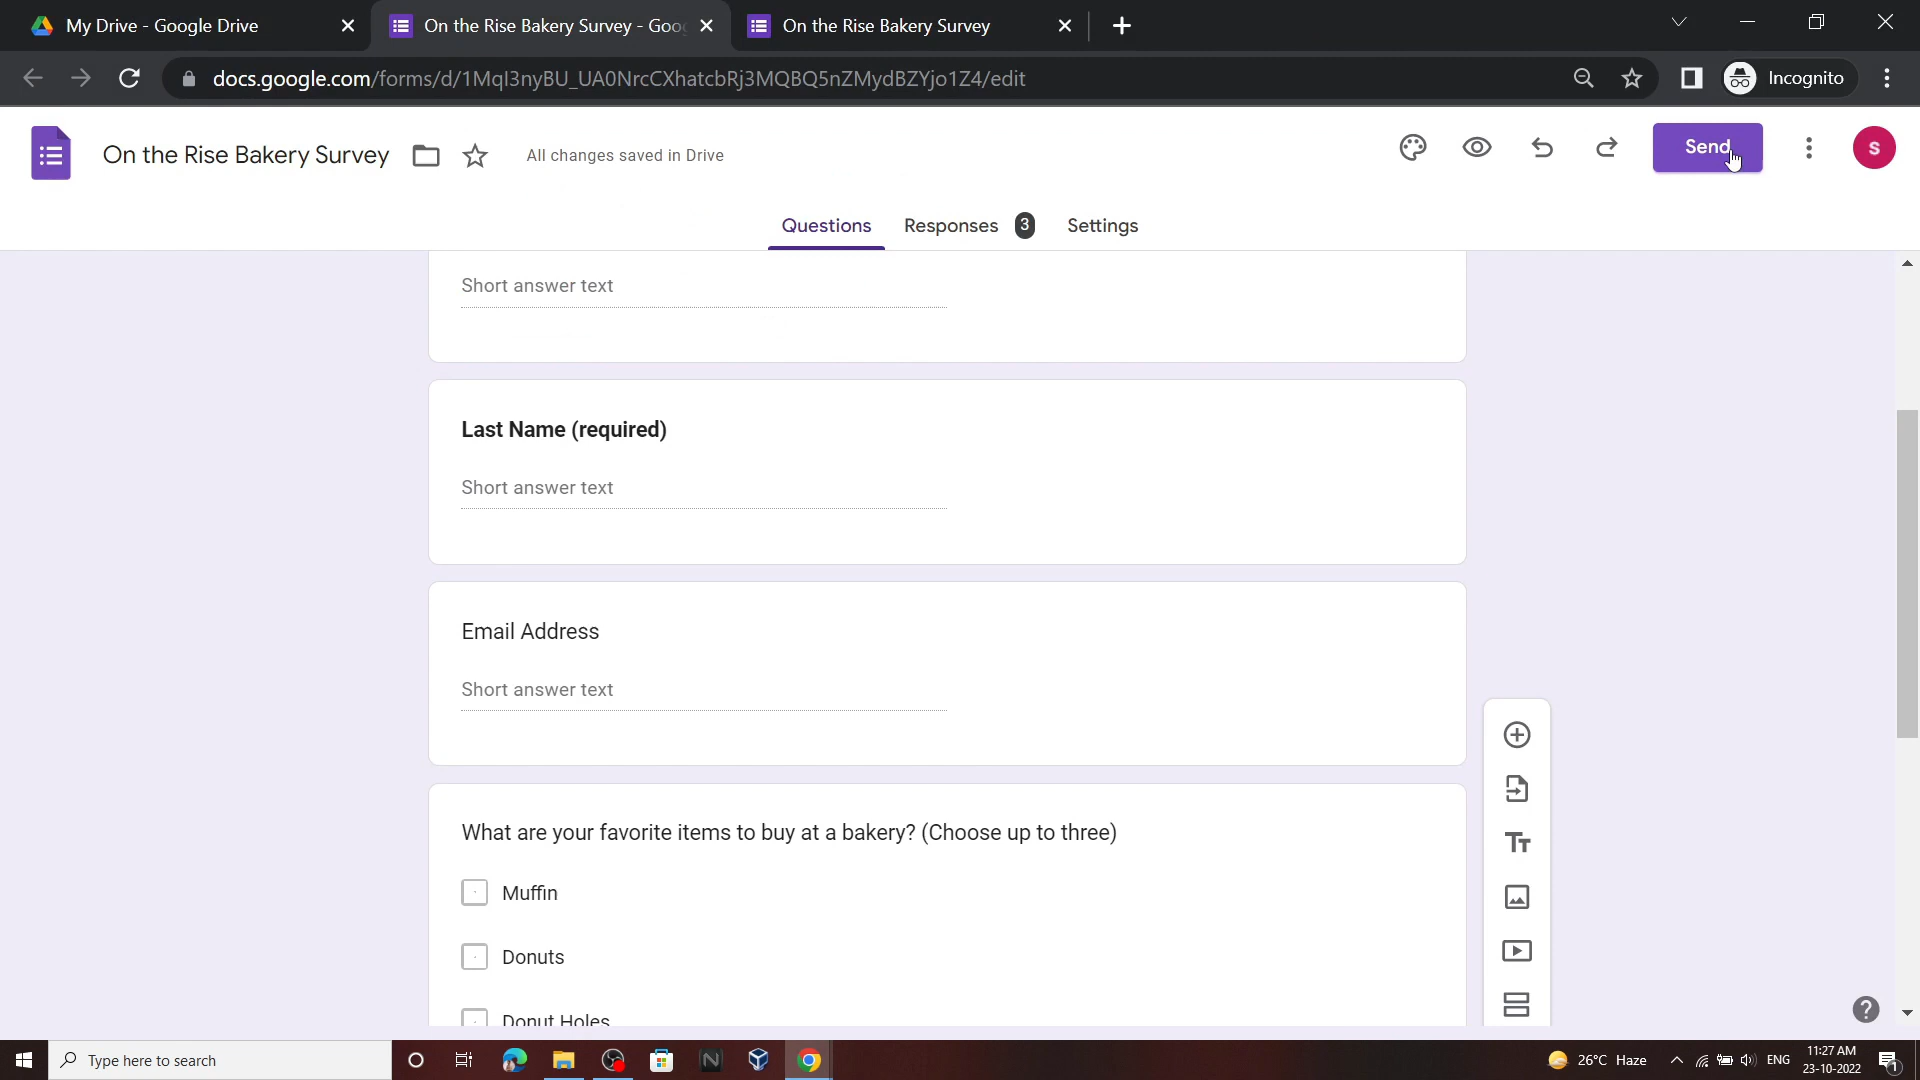 My Drive - Google Drive
On the Rise Bakery Survey - Goo
On the Rise Bakery Survey
docs.google.com/forms/d/1Mql3nyBU_UA0NrcCXhatcbRj3MQBQ5nZMydBZYjo1Z4/edit
Incognito
On the Rise Bakery Survey
All changes saved in Drive
Send
S
Questions
Responses 3
Settings
Short answer text
Last Name (required)
Short answer text
Email Address
Short answer text
What are your favorite items to buy at a bakery? (Choose up to three)
Muffin
Donuts
Donut Holes
Type here to search
26°C Haze
ENG
11:27 AM
23-10-2022
1